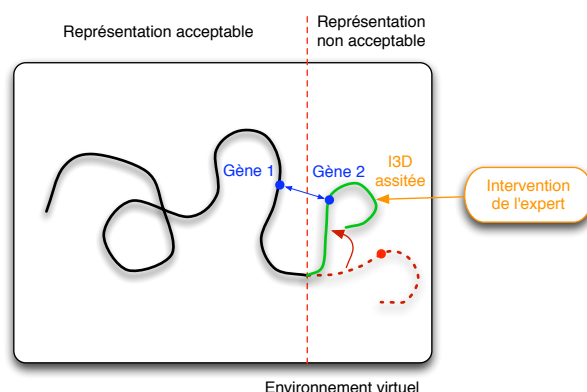 Représentation acceptable
Représentation
non acceptable
Gène 1
Gène 2
I3D
assitée
Intervention
de l'expert
Environnement virtuel